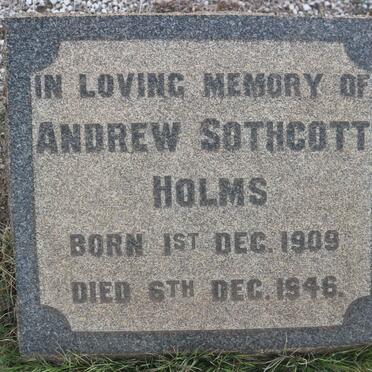 IN LOVING MEMORY OF
ANDREW SOTHCOTT
HOLMS
BORN 1ST DEC. 1909
DIED 6TH DEC. 1946.